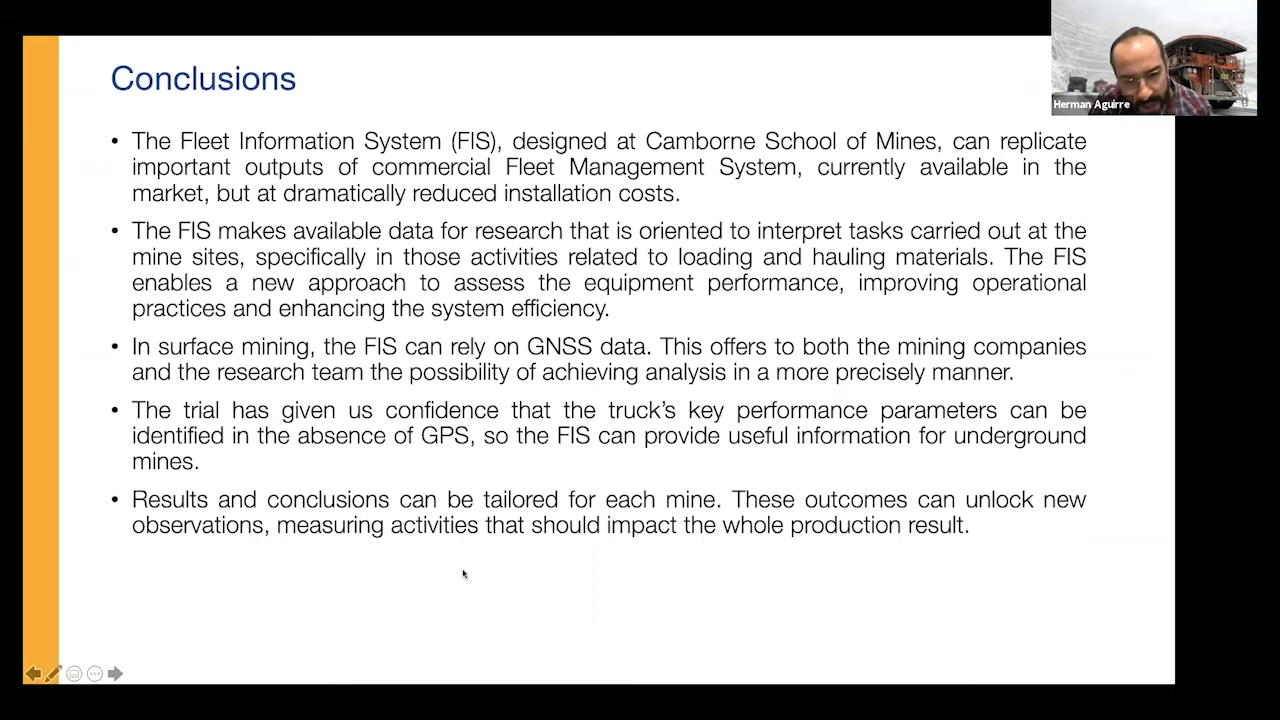 Conclusions
• The Fleet Information System (FIS), designed at Camborne School of Mines, can replicate
important outputs of commercial Fleet Management System, currently available in the
market, but at dramatically reduced installation costs.
• The FIS makes available data for research that is oriented to interpret tasks carried out at the
mine sites, specifically in those activities related to loading and hauling materials. The FIS
enables a new approach to assess the equipment performance, improving operational
practices and enhancing the system efficiency.
• In surface mining, the FIS can rely on GNSS data. This offers to both the mining companies
and the research team the possibility of achieving analysis in a more precisely manner.
• The trial has given us confidence that the truck's key performance parameters can be
identified in the absence of GPS, so the FIS can provide useful information for underground
mines.
• Results and conclusions can be tailored for each mine. These outcomes can unlock new
observations, measuring activities that should impact the whole production result.
Herman Aguirre